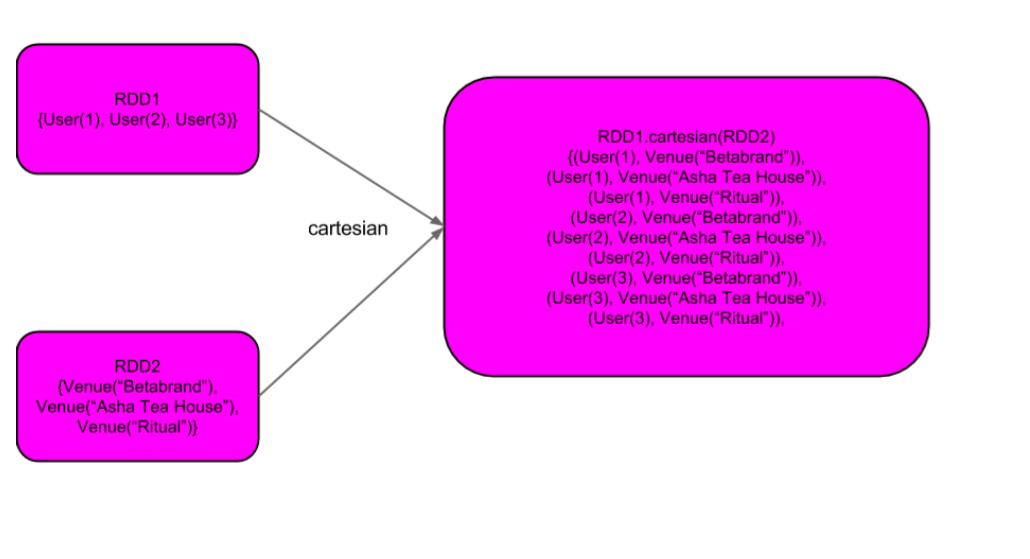 RDD1
{User(1), User(2), User(3)}
cartesian
RDD2
{Venue(“Betabrand”),
Venue(“Asha Tea House”),
Venue(“Ritual”)}
RDD1.cartesian(RDD2)
{(User(1), Venue(“Betabrand”)),
(User(1), Venue(“Asha Tea House”)),
(User(1), Venue(“Ritual”)),
(User(2), Venue(“Betabrand”)),
(User(2), Venue(“Asha Tea House”)),
(User(2), Venue(“Ritual”)),
(User(3), Venue(“Betabrand”)),
(User(3), Venue(“Asha Tea House”)),
(User(3), Venue(“Ritual”)),